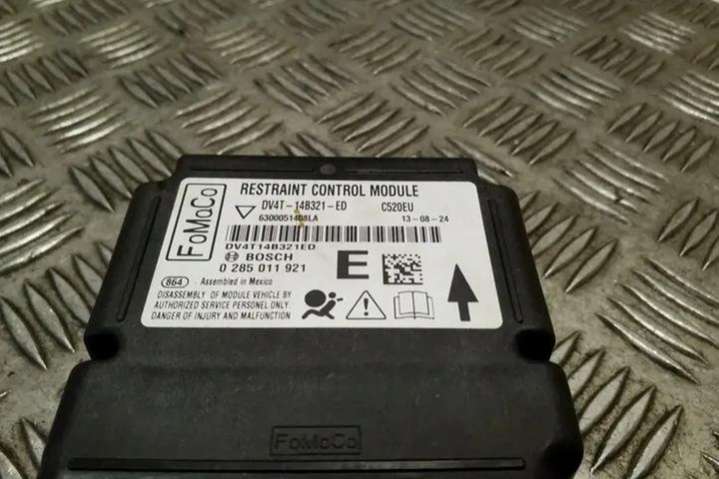 FoMoCo
RESTRAINT CONTROL MODULE
DV4T-14B321-ED C520EU
6300051408LA 13-08-24
DV4T14B321ED
BOSCH
0 285 011 921
E
864 Assembled in Mexico
DISASSEMBLY OF MODULE VEHICLE BY
AUTHORIZED SERVICE PERSONEL ONLY.
DANGER OF INJURY AND MALFUNCTION
FoMoCo